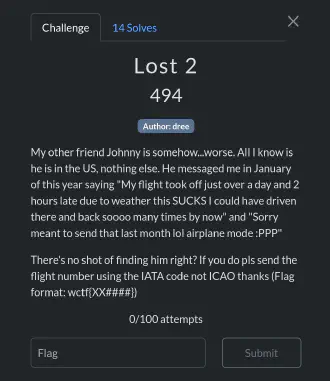 Challenge
14 Solves
Lost 2
494
Author: dree
My other friend Johnny is somehow...worse. All I know is
he is in the US, nothing else. He messaged me in January
of this year saying "My flight took off just over a day and 2
hours late due to weather this SUCKS I could have driven
there and back soooo many times by now" and "Sorry
meant to send that last month lol airplane mode :PPP"
There's no shot of finding him right? If you do pls send the
flight number using the IATA code not ICAO thanks (Flag
format: wctf{XX####})
0/100 attempts
Flag
Submit